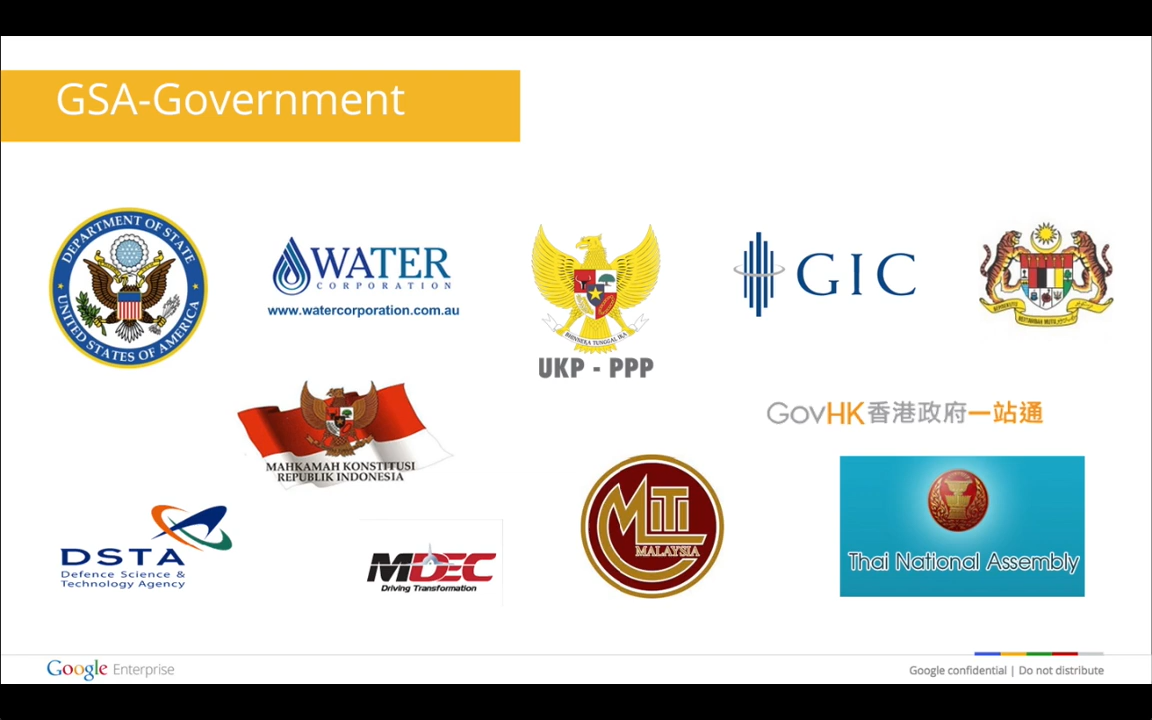 GSA-Government
DEPARTMENT OF STATE
UNITED STATES OF AMERICA
WATER
CORPORATION
www.watercorporation.com.au
BHINNEKA TUNGGAL IKA
UKP - PPP
GIC
MAHKAMAH KONSTITUSI
REPUBLIK INDONESIA
GovHK香港政府一站通
DSTA
Defence Science &
Technology Agency
MDEC
Driving Transformation
MiTi
MALAYSIA
Thai National Assembly
Google Enterprise
Google confidential | Do not distribute